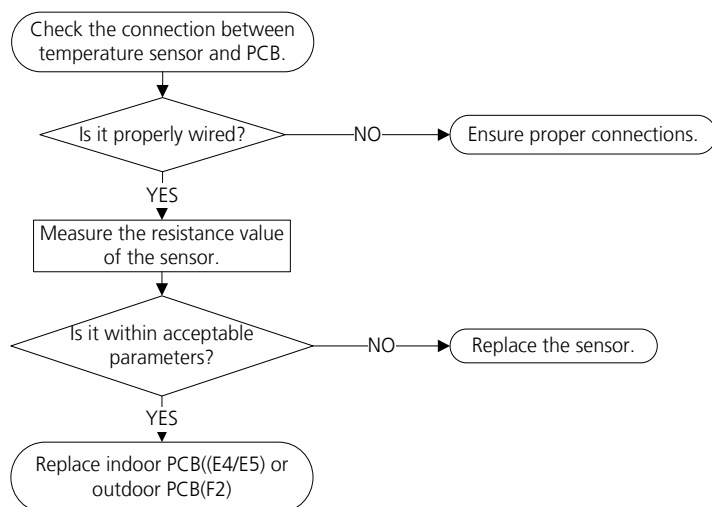 Check the connection between
temperature sensor and PCB.
Is it properly wired?
NO
Ensure proper connections.
YES
Measure the resistance value
of the sensor.
Is it within acceptable
parameters?
NO
Replace the sensor.
YES
Replace indoor PCB((E4/E5) or
outdoor PCB(F2)